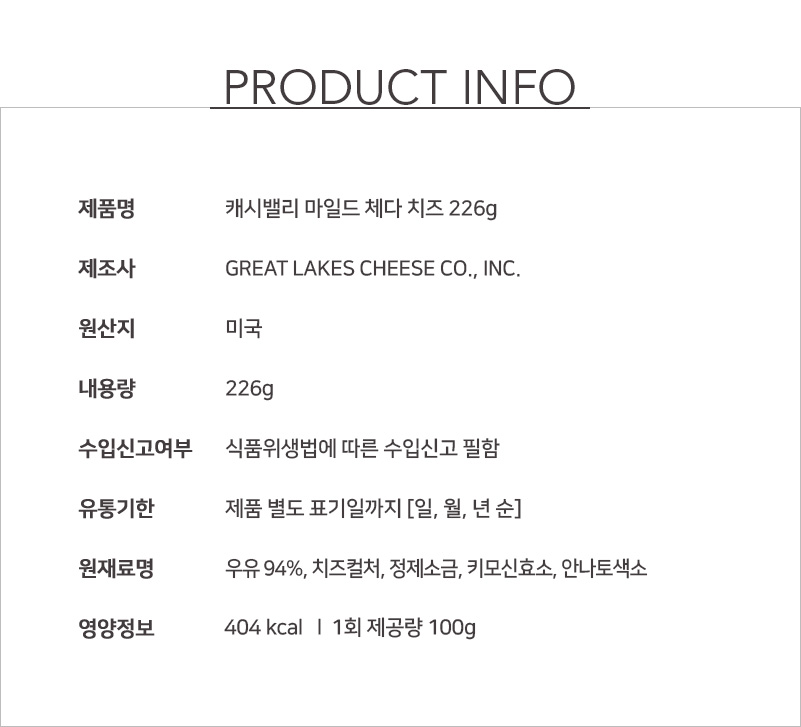 PRODUCT INFO
제품명 캐시밸리 마일드 체다 치즈 226g
제조사 GREAT LAKES CHEESE CO., INC.
원산지 미국
내용량 226g
수입신고여부 식품위생법에 따른 수입신고 필함
유통기한 제품 별도 표기일까지 [일, 월, 년 순]
원재료명 우유 94%, 치즈컬처, 정제소금, 키모신효소, 안나토색소
영양정보 404 kcal ㅣ 1회 제공량 100g